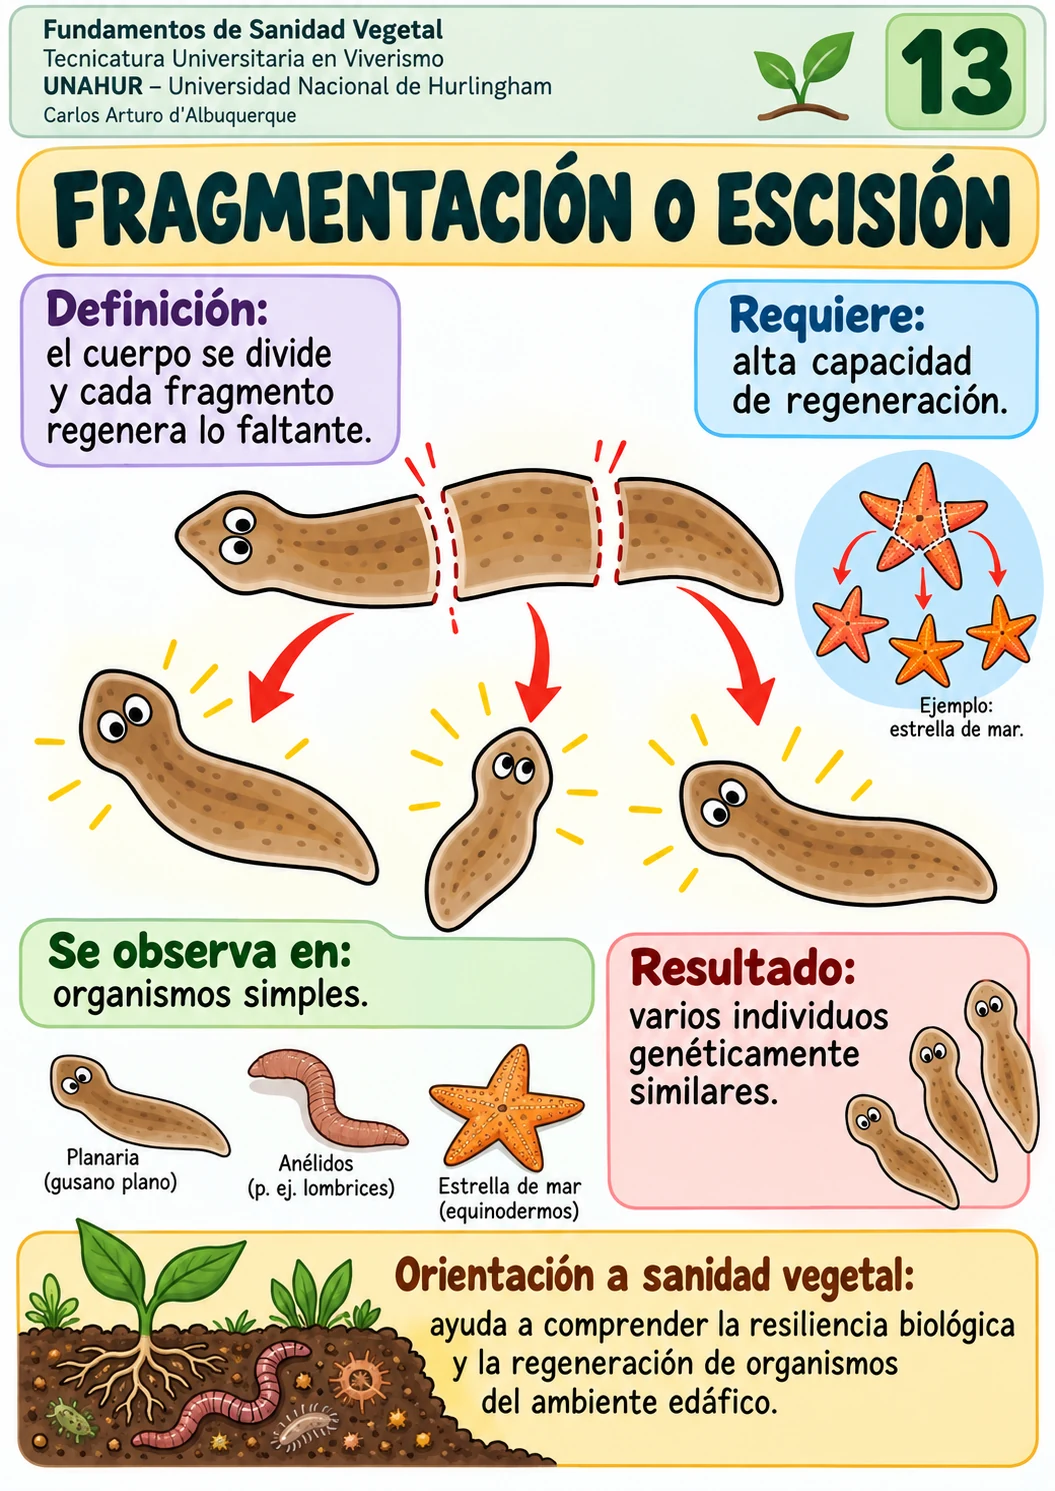 Fundamentos de Sanidad Vegetal
Tecnicatura Universitaria en Viverismo
UNAHUR – Universidad Nacional de Hurlingham
Carlos Arturo d'Albuquerque
13
FRAGMENTACIÓN o ESCISIÓN
Definición:
el cuerpo se divide
y cada fragmento
regenera lo faltante.
Requiere:
alta capacidad
de regeneración.
Ejemplo:
estrella de mar.
Se observa en:
organismos simples.
Planaria
(gusano plano)
Anélidos
(p. ej. lombrices)
Estrella de mar
(equinodermos)
Resultado:
varios individuos
genéticamente
similares.
Orientación a sanidad vegetal:
ayuda a comprender la resiliencia biológica
y la regeneración de organismos
del ambiente edáfico.